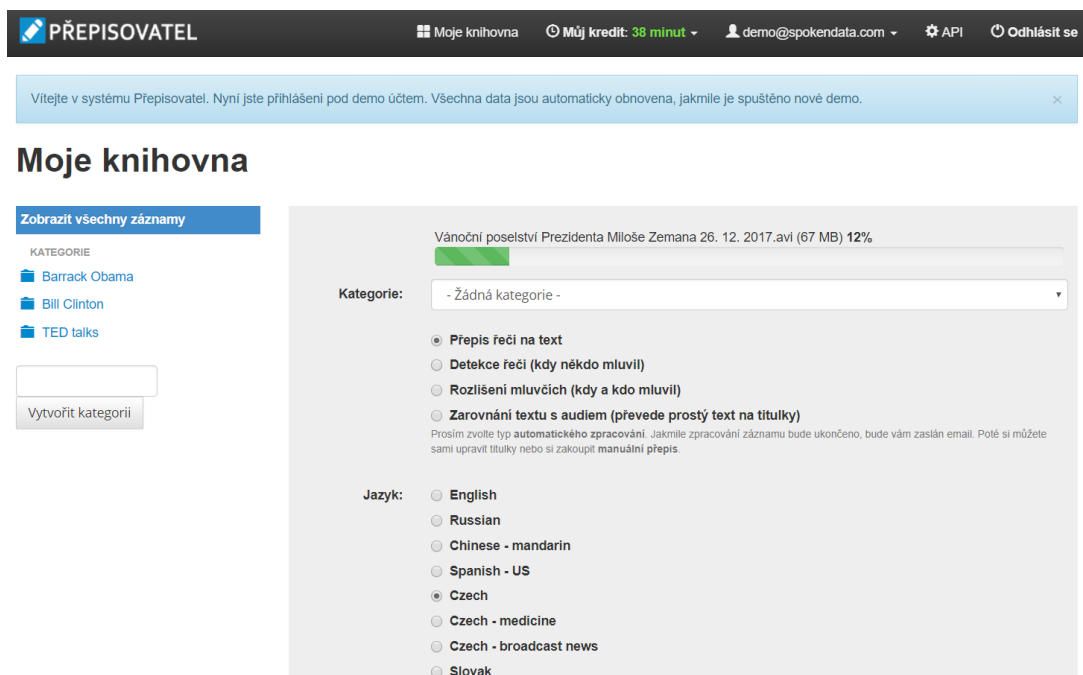 PŘEPISOVATEL
Moje knihovna
Můj kredit: 38 minut
demo@spokendata.com
API
Odhlásit se
Vítejte v systému Přepisovatel. Nyní jste přihlášeni pod demo účtem. Všechna data jsou automaticky obnovena, jakmile je spuštěno nové demo.
×
Moje knihovna
Zobrazit všechny záznamy
KATEGORIE
Barrack Obama
Bill Clinton
TED talks
Vytvořit kategorii
Vánoční poselství Prezidenta Miloše Zemana 26. 12. 2017.avi (67 MB) 12%
Kategorie:
- Žádná kategorie -
Přepis řeči na text
Detekce řeči (kdy někdo mluvil)
Rozlišení mluvčích (kdy a kdo mluvil)
Zarovnání textu s audiem (převede prostý text na titulky)
Prosím zvolte typ automatického zpracování. Jakmile zpracování záznamu bude ukončeno, bude vám zaslán email. Poté si můžete
sami upravit titulky nebo si zakoupit manuální přepis.
Jazyk:
English
Russian
Chinese - mandarin
Spanish - US
Czech
Czech - medicine
Czech - broadcast news
Slovak